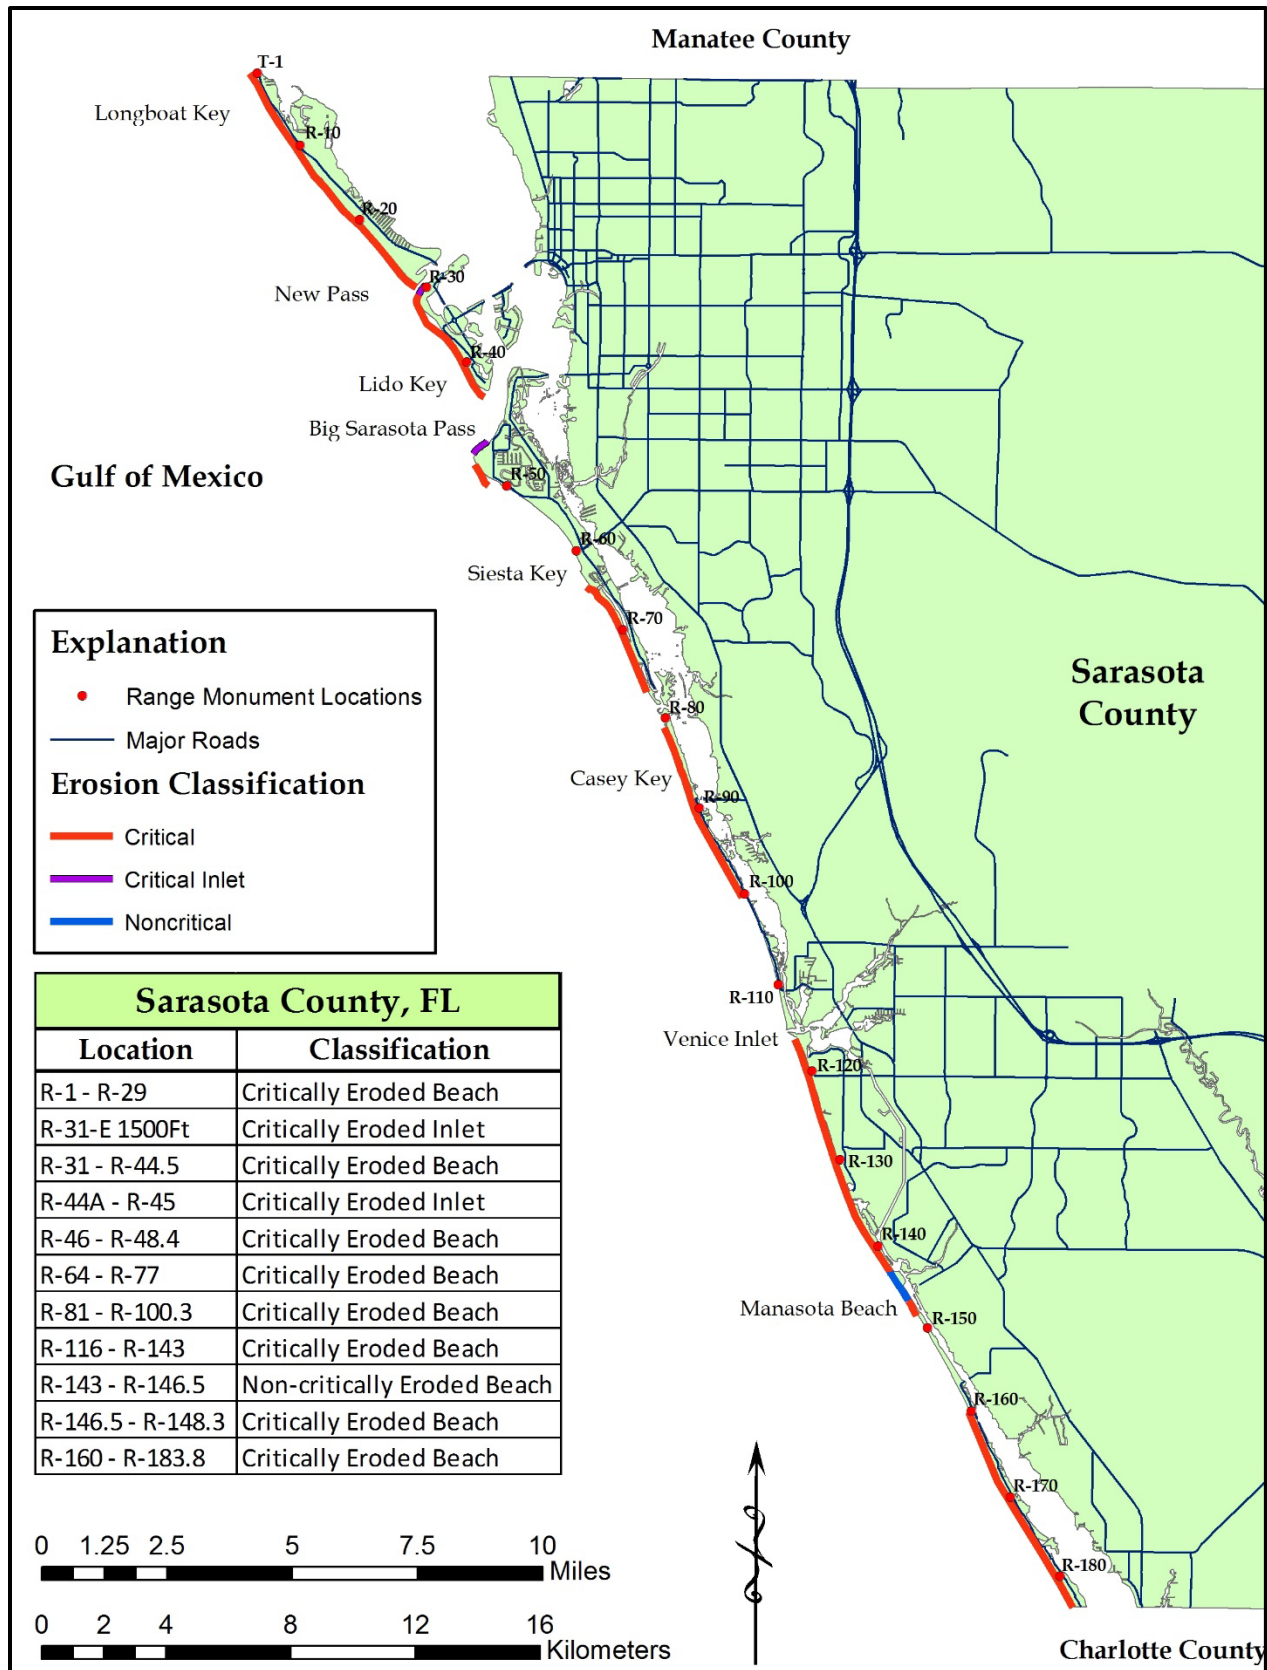 Manatee County
T-1
Longboat Key
R-10
R-20
R-30
New Pass
R-40
Lido Key
Big Sarasota Pass
Gulf of Mexico
R-50
R-60
Siesta Key
R-70
Sarasota
County
R-80
Casey Key
R-90
R-100
R-110
Venice Inlet
R-120
R-130
R-140
Manasota Beach
R-150
R-160
R-170
R-180
Charlotte County
Explanation
Range Monument Locations
Major Roads
Erosion Classification
Critical
Critical Inlet
Noncritical
Sarasota County, FL
Location Classification
R-1 - R-29 Critically Eroded Beach
R-31-E 1500Ft Critically Eroded Inlet
R-31 - R-44.5 Critically Eroded Beach
R-44A - R-45 Critically Eroded Inlet
R-46 - R-48.4 Critically Eroded Beach
R-64 - R-77 Critically Eroded Beach
R-81 - R-100.3 Critically Eroded Beach
R-116 - R-143 Critically Eroded Beach
R-143 - R-146.5 Non-critically Eroded Beach
R-146.5 - R-148.3 Critically Eroded Beach
R-160 - R-183.8 Critically Eroded Beach
0 1.25 2.5 5 7.5 10
Miles
0 2 4 8 12 16
Kilometers